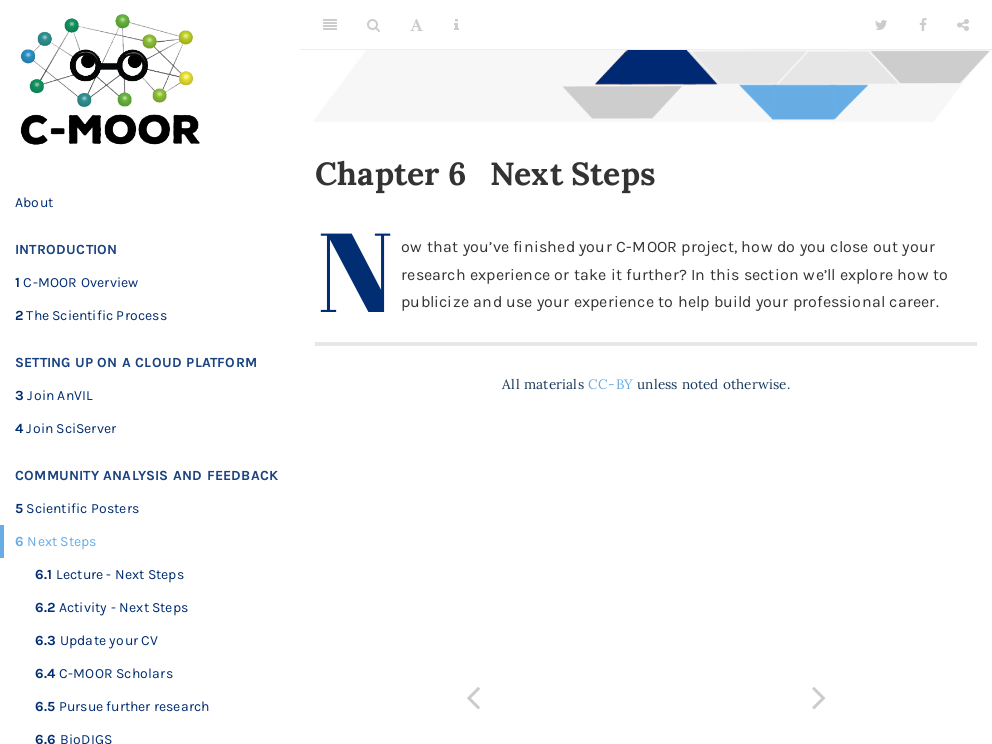 C-MOOR
About
INTRODUCTION
1 C-MOOR Overview
2 The Scientific Process
SETTING UP ON A CLOUD PLATFORM
3 Join AnVIL
4 Join SciServer
COMMUNITY ANALYSIS AND FEEDBACK
5 Scientific Posters
6 Next Steps
6.1 Lecture - Next Steps
6.2 Activity - Next Steps
6.3 Update your CV
6.4 C-MOOR Scholars
6.5 Pursue further research
6.6 BioDIGS
Chapter 6 Next Steps
Now that you’ve finished your C-MOOR project, how do you close out your
research experience or take it further? In this section we’ll explore how to
publicize and use your experience to help build your professional career.
All materials CC-BY unless noted otherwise.